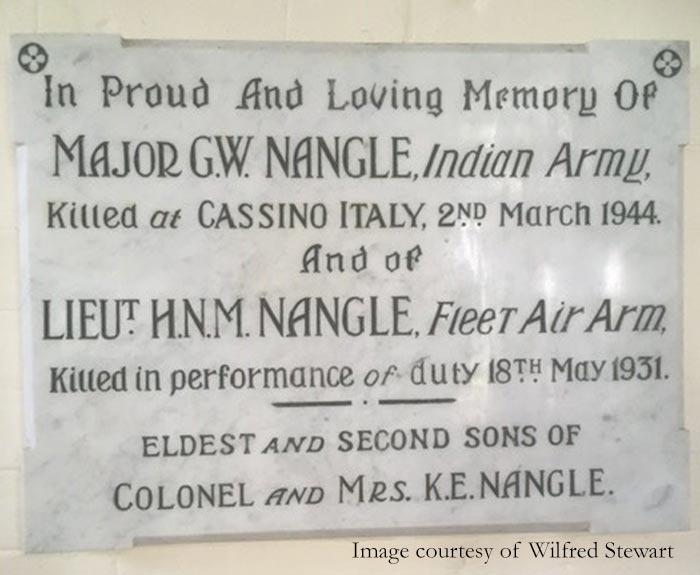 In Proud And Loving Memory Of
MAJOR G.W. NANGLE, Indian Army,
Killed at CASSINO ITALY, 2ND March 1944.
And of
LIEUT H.N.M. NANGLE, Fleet Air Arm,
Killed in performance of duty 18TH May 1931.
ELDEST AND SECOND SONS OF
COLONEL AND MRS. K.E. NANGLE.
Image courtesy of Wilfred Stewart